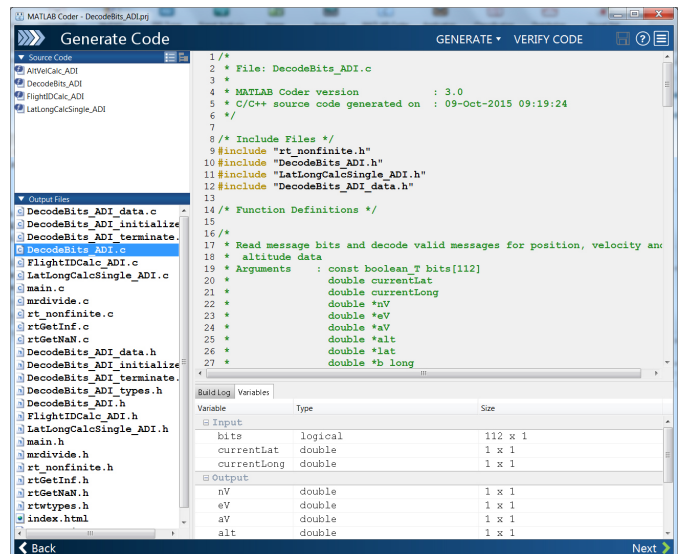 MATLAB Coder - DecodeBits_ADI.prj
Generate Code
GENERATE ▾ VERIFY CODE
Source Code
AltVelCalc_ADI
DecodeBits_ADI
FlightIDCalc_ADI
LatLongCalcSingle_ADI
Output Files
DecodeBits_ADI_data.c
DecodeBits_ADI_initialize
DecodeBits_ADI_terminate.
DecodeBits_ADI.c
FlightIDCalc_ADI.c
LatLongCalcSingle_ADI.c
main.c
mrdivide.c
rt_nonfinite.c
rtGetInf.c
rtGetNaN.c
DecodeBits_ADI_data.h
DecodeBits_ADI_initialize
DecodeBits_ADI_terminate.
DecodeBits_ADI_types.h
DecodeBits_ADI.h
FlightIDCalc_ADI.h
LatLongCalcSingle_ADI.h
main.h
mrdivide.h
rt_nonfinite.h
rtGetInf.h
rtGetNaN.h
rtwtypes.h
index.html
1 /*
2 * File: DecodeBits_ADI.c
3 *
4 * MATLAB Coder version : 3.0
5 * C/C++ source code generated on : 09-Oct-2015 09:19:24
6 */
7
8 /* Include Files */
9 #include "rt_nonfinite.h"
10 #include "DecodeBits_ADI.h"
11 #include "LatLongCalcSingle_ADI.h"
12 #include "DecodeBits_ADI_data.h"
13
14 /* Function Definitions */
15
16 /*
17 * Read message bits and decode valid messages for position, velocity and
18 * altitude data
19 * Arguments : const boolean_T bits[112]
20 * double currentLat
21 * double currentLong
22 * double *nV
23 * double *eV
24 * double *aV
25 * double *alt
26 * double *lat
27 * double *b_long
Build Log Variables
Variable Type Size
Input
bits logical 112 x 1
currentLat double 1 x 1
currentLong double 1 x 1
Output
nV double 1 x 1
eV double 1 x 1
aV double 1 x 1
alt double 1 x 1
Back
Next